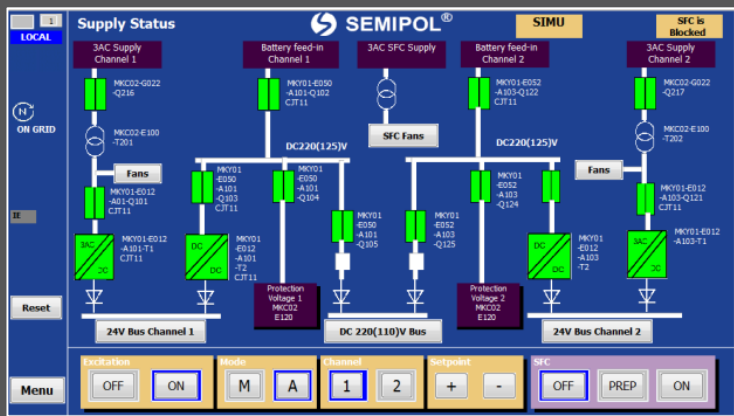 1
LOCAL
Supply Status
SEMIPOL®
SIMU
SFC is
Blocked
3AC Supply
Channel 1
Battery feed-in
Channel 1
3AC SFC Supply
Battery feed-in
Channel 2
3AC Supply
Channel 2
MKC02-G022
-Q216
MKY01-E050
-A101-Q102
CJT11
MKY01-E052
-A103-Q122
CJT11
MKC02-G022
-Q217
N
ON GRID
MKC02-E100
-T201
SFC Fans
MKC02-E100
-T202
DC220(125)V
DC220(125)V
Fans
Fans
MKY01-E012
-A01-Q101
CJT11
MKY01
-E050
-A101
-Q103
CJT11
MKY01
-E050
-A101
-Q104
MKY01
-E050
-A101
-Q105
MKY01
-E052
-A103
-Q125
MKY01
-E052
-A103
-Q124
MKY01-E012
-A103-Q121
CJT11
IE
3AC
DC
MKY01-E012
-A101-T1
CJT11
DC
DC
MKY01
-E012
-A101
-T2
CJT11
DC
DC
MKY01
-E012
-A103
-T2
3AC
DC
MKY01-E012
-A103-T1
Protection
Voltage 1
MKC02
E120
Protection
Voltage 2
MKC02
E120
Reset
24V Bus Channel 1
DC 220(110)V Bus
24V Bus Channel 2
Excitation
Mode
Channel
Setpoint
SFC
Menu
OFF
ON
M
A
1
2
+
-
OFF
PREP
ON